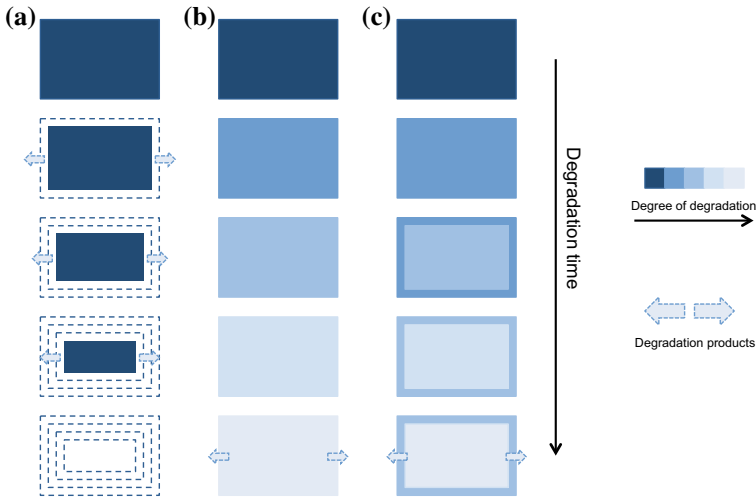 (a)
(b)
(c)
Degradation time
Degree of degradation
Degradation products